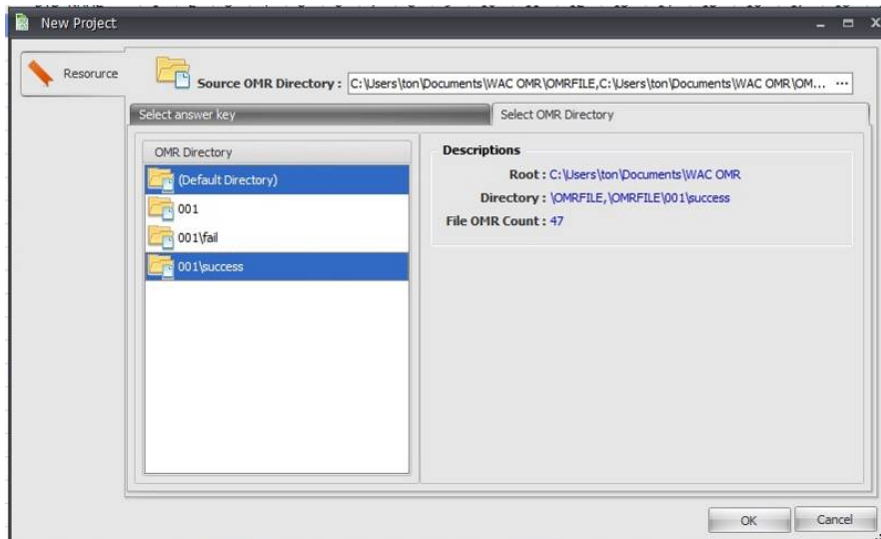 New Project
Resorurce
Source OMR Directory : C:\Users\ton\Documents\WAC OMR\OMRFILE,C:\Users\ton\Documents\WAC OMR\OM... ...
Select answer key
Select OMR Directory
OMR Directory
(Default Directory)
001
001\fail
001\success
Descriptions
Root : C:\Users\ton\Documents\WAC OMR
Directory : \OMRFILE,\OMRFILE\001\success
File OMR Count : 47
OK
Cancel